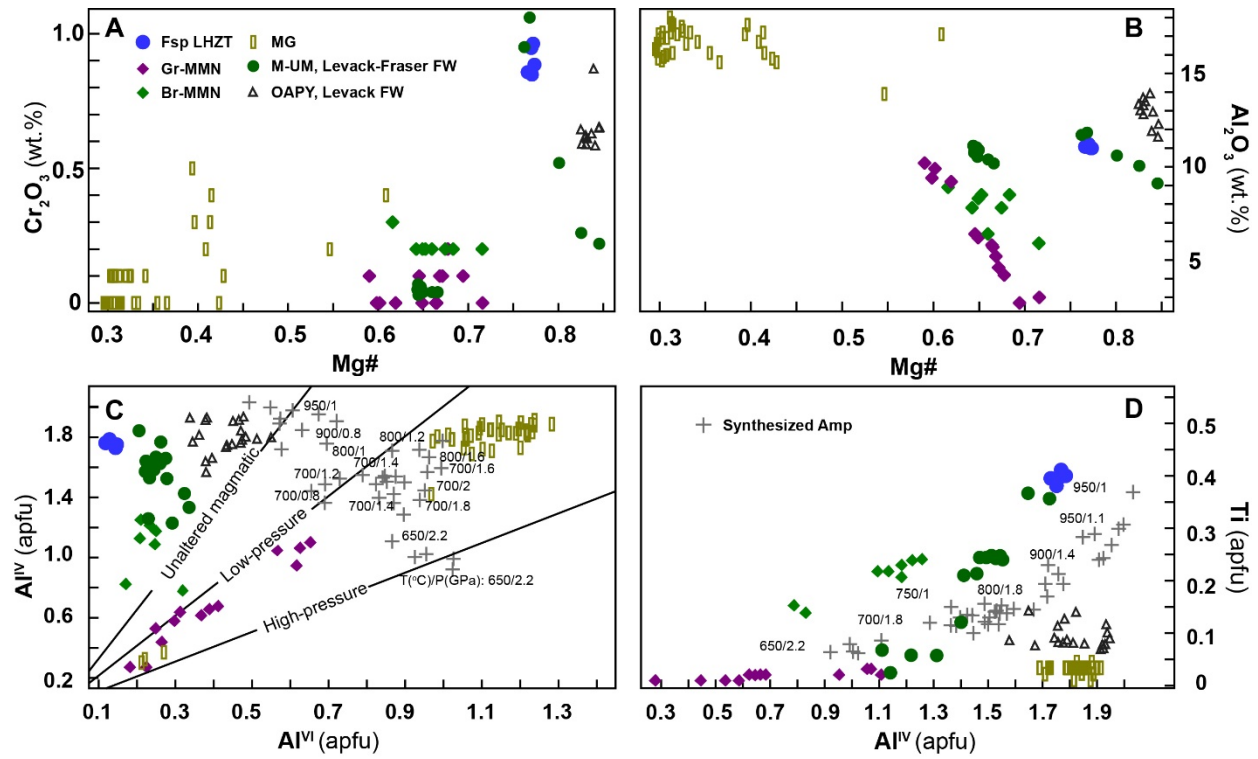 A
Fsp LHZT
Gr-MMN
Br-MMN
MG
M-UM, Levack-Fraser FW
OAPY, Levack FW
Cr2O3 (wt.%)
1.0
0.5
0
0.3 0.4 0.5 0.6 0.7 0.8
Mg#
B
15
10
5
Al2O3 (wt.%)
0.3 0.4 0.5 0.6 0.7 0.8
Mg#
C
AlIV (apfu)
1.8
1.4
1.0
0.6
0.2
Unaltered magmatic
Low-pressure
High-pressure
950/1
900/0.8
800/1.2
800/1
700/1.4
700/1.6
700/1.2
700/2
700/0.8
700/1.4
700/1.8
650/2.2
T(oC)/P(GPa): 650/2.2
0.1 0.3 0.5 0.7 0.9 1.1 1.3
AlVI (apfu)
D
Synthesized Amp
950/1
950/1.1
900/1.4
800/1.8
750/1
700/1.8
650/2.2
0.5
0.4
0.3
0.2
0.1
0
Ti (apfu)
0.3 0.5 0.7 0.9 1.1 1.3 1.5 1.7 1.9
AlIV (apfu)